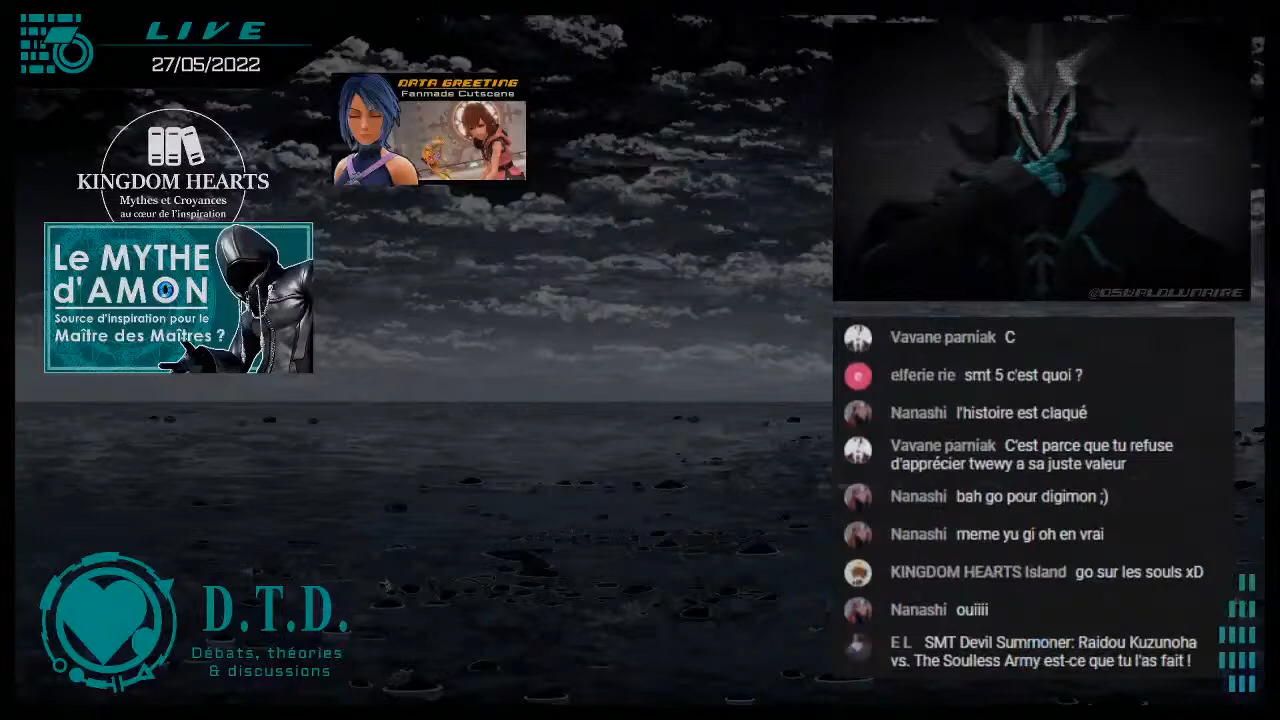 LIVE
27/05/2022
DATA GREETING
Fanmade Cutscene
KINGDOM HEARTS
Mythes et Croyances
au cœur de l'inspiration
Le MYTHE
d'AMON
Source d'inspiration pour le
Maître des Maîtres ?
@OSWALDLUNAIRE
Vavane parniak C
elferie rie smt 5 c'est quoi ?
Nanashi l'histoire est claqué
Vavane parniak C'est parce que tu refuse
d'apprécier twewy a sa juste valeur
Nanashi bah go pour digimon ;)
Nanashi meme yu gi oh en vrai
KINGDOM HEARTS Island go sur les souls xD
Nanashi ouiiii
E L SMT Devil Summoner: Raidou Kuzunoha
vs. The Soulless Army est-ce que tu l'as fait !
D.T.D.
Débats, théories
& discussions